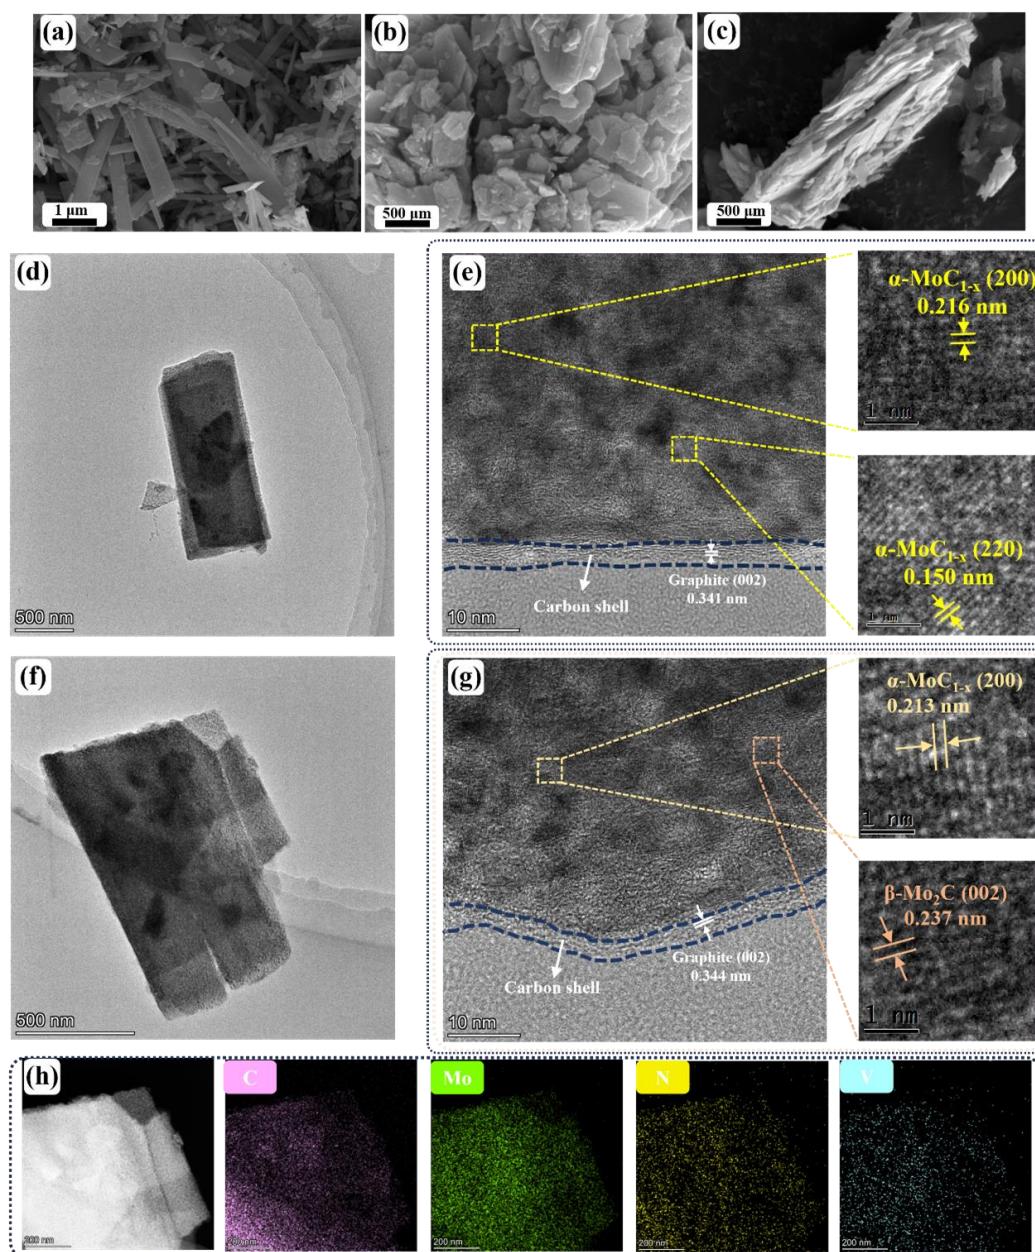 (a)
1 μm
(b)
500 μm
(c)
500 μm
(d)
500 nm
(e)
Graphite (002)
0.341 nm
Carbon shell
10 nm
α-MoC1-x (200)
0.216 nm
1 nm
α-MoC1-x (220)
0.150 nm
1 nm
(f)
500 nm
(g)
Graphite (002)
0.344 nm
Carbon shell
10 nm
α-MoC1-x (200)
0.213 nm
1 nm
β-Mo2C (002)
0.237 nm
1 nm
(h)
200 nm
C
200 nm
Mo
200 nm
N
200 nm
V
200 nm